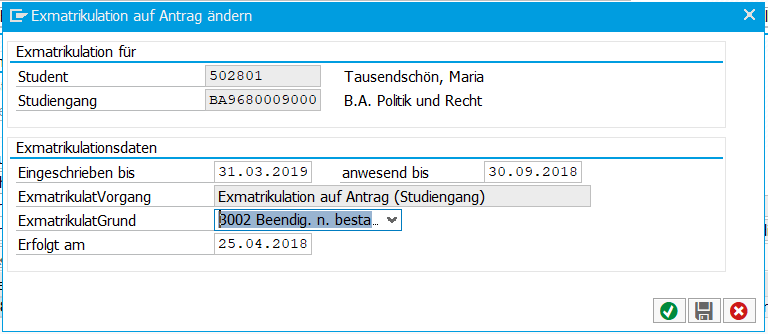 Exmatrikulation auf Antrag ändern
Exmatrikulation für
Student 502801 Tausendschön, Maria
Studiengang BA9680009000 B.A. Politik und Recht
Exmatrikulationsdaten
Eingeschrieben bis 31.03.2019 anwesend bis 30.09.2018
ExmatrikulatVorgang Exmatrikulation auf Antrag (Studiengang)
ExmatrikulatGrund 3002 Beendig. n. besta...
Erfolgt am 25.04.2018